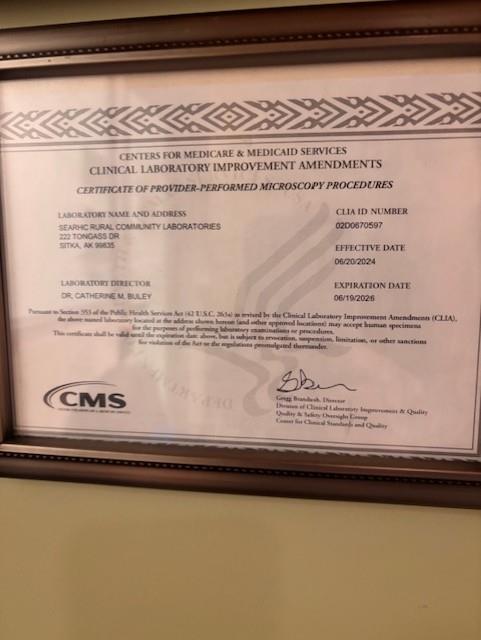 CENTERS FOR MEDICARE & MEDICAID SERVICES
CLINICAL LABORATORY IMPROVEMENT AMENDMENTS
CERTIFICATE OF PROVIDER-PERFORMED MICROSCOPY PROCEDURES
LABORATORY NAME AND ADDRESS
SEARHC RURAL COMMUNITY LABORATORIES
222 TONGASS DR
SITKA, AK 99835
CLIA ID NUMBER
02D0670597
EFFECTIVE DATE
06/20/2024
LABORATORY DIRECTOR
DR. CATHERINE M. BULEY
EXPIRATION DATE
06/19/2026
Pursuant to Section 353 of the Public Health Services Act (42 U.S.C. 263a) as revised by the Clinical Laboratory Improvement Amendments (CLIA),
the above named laboratory located at the address shown hereon (and other approved locations) may accept human specimens
for the purposes of performing laboratory examinations or procedures.
This certificate shall be valid until the expiration date above, but is subject to revocation, suspension, limitation, or other sanctions
for violation of the Act or the regulations promulgated thereunder.
CMS
CENTERS FOR MEDICARE & MEDICAID SERVICES
Gregg Brandush, Director
Division of Clinical Laboratory Improvement & Quality
Quality & Safety Oversight Group
Center for Clinical Standards and Quality